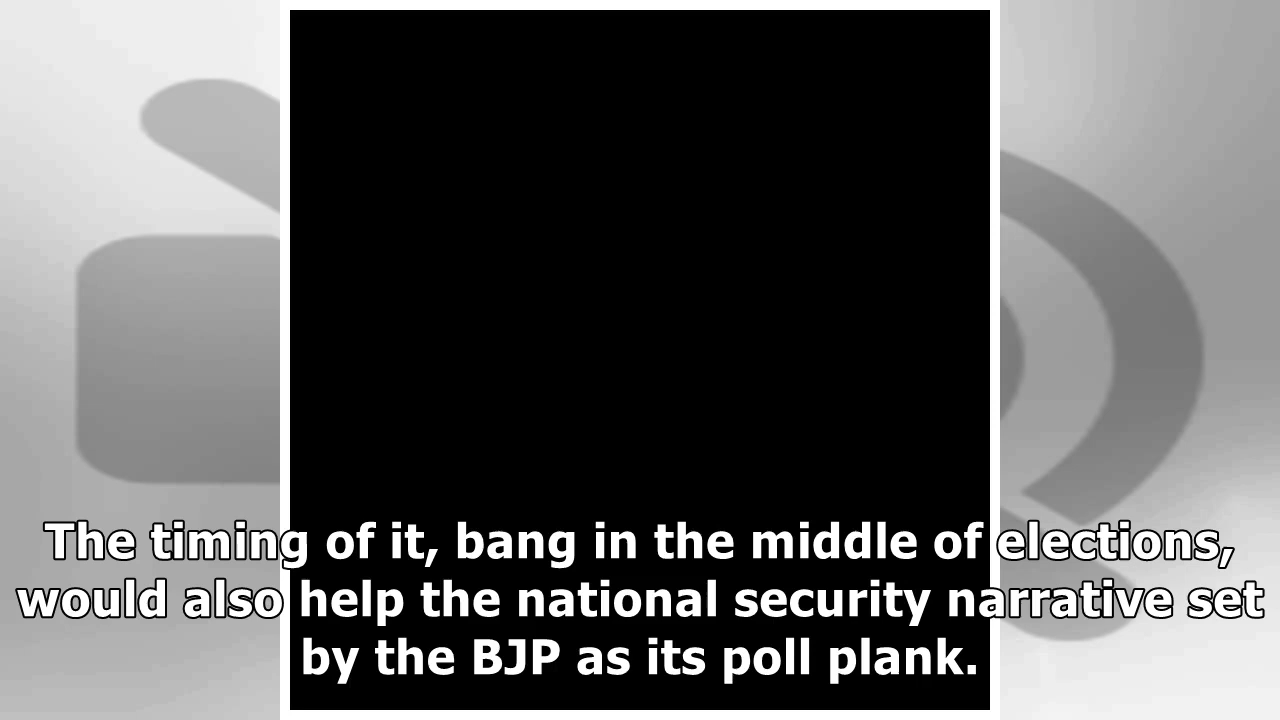 The timing of it, bang in the middle of elections,
would also help the national security narrative set
by the BJP as its poll plank.